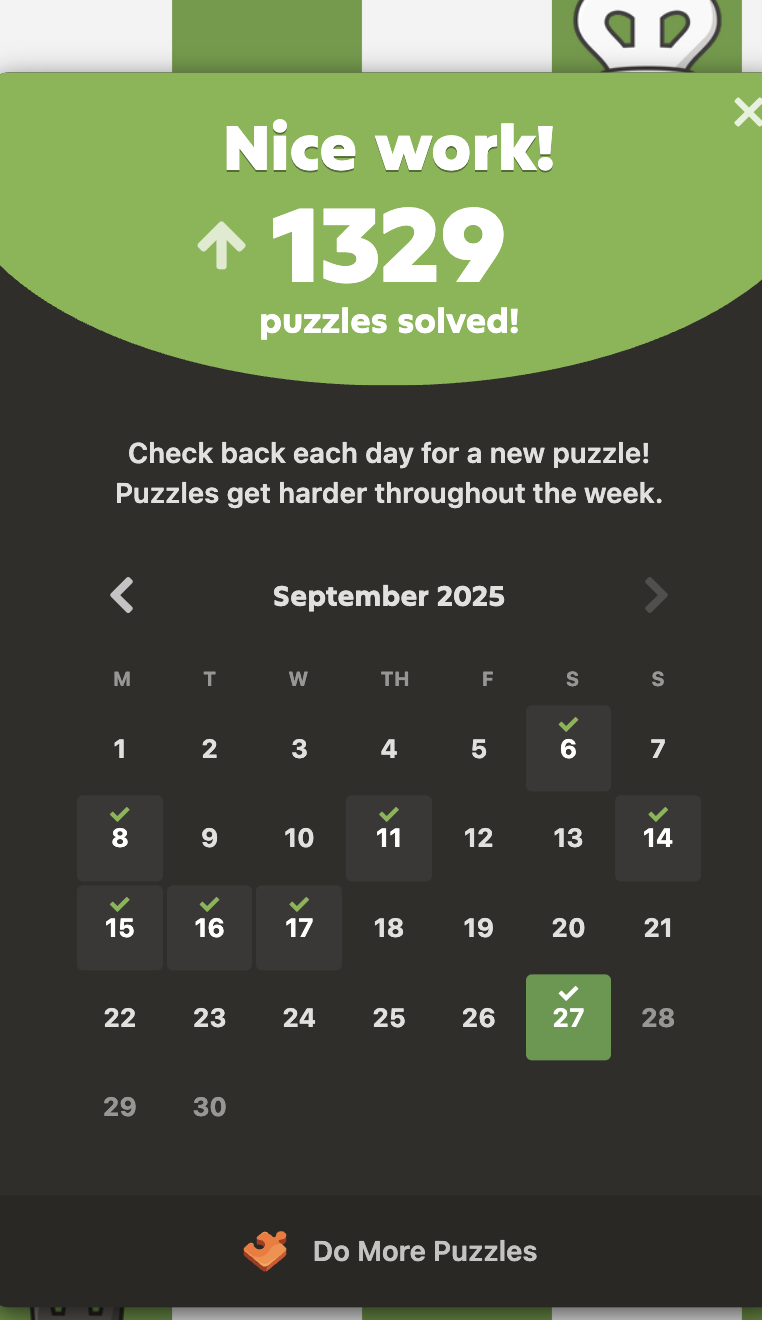 Nice work!
1329
puzzles solved!
Check back each day for a new puzzle!
Puzzles get harder throughout the week.
September 2025
M T W TH F S S
1 2 3 4 5 6 7
8 9 10 11 12 13 14
15 16 17 18 19 20 21
22 23 24 25 26 27 28
29 30
Do More Puzzles